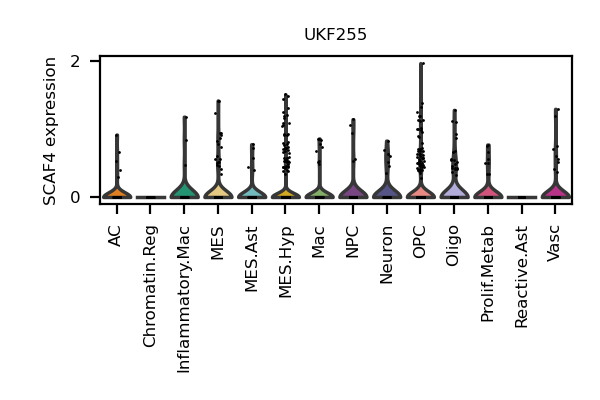 UKF255
SCAF4 expression
2
0
AC
Chromatin.Reg
Inflammatory.Mac
MES
MES.Ast
MES.Hyp
Mac
NPC
Neuron
OPC
Oligo
Prolif.Metab
Reactive.Ast
Vasc